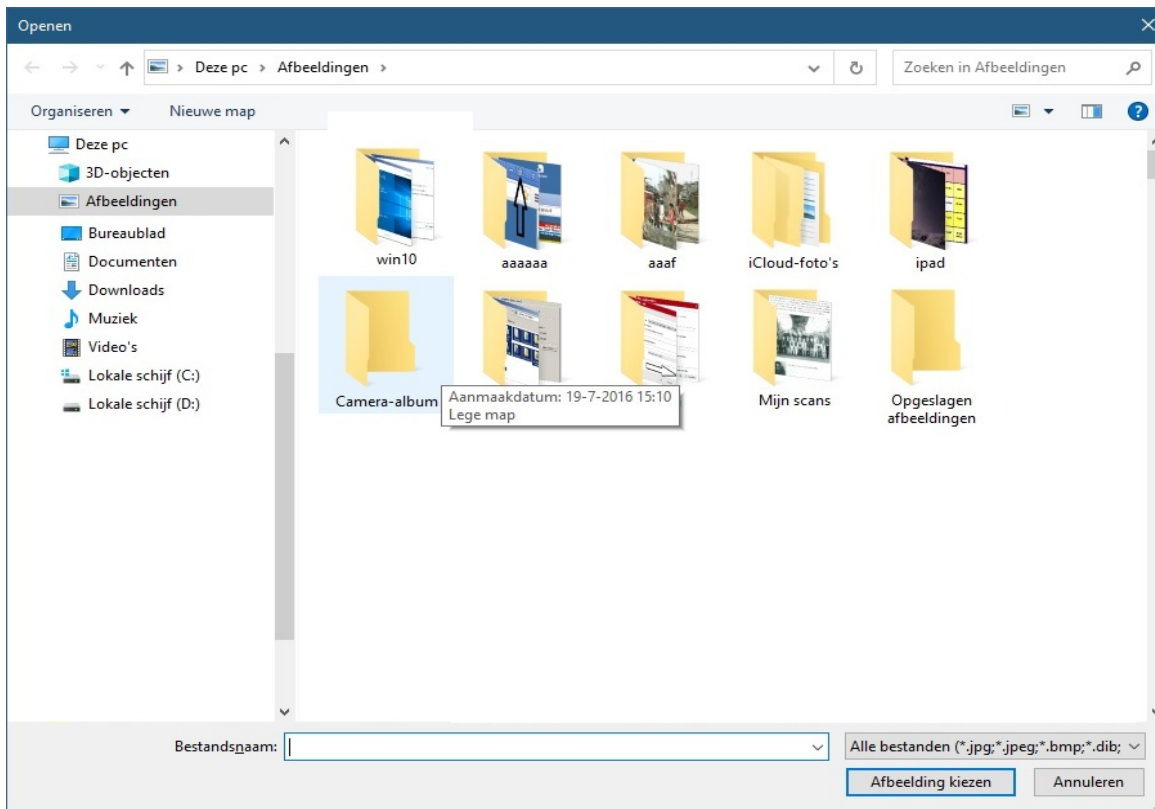 Openen
Deze pc > Afbeeldingen >
Zoeken in Afbeeldingen
Organiseren
Nieuwe map
Deze pc
3D-objecten
Afbeeldingen
Bureaublad
Documenten
Downloads
Muziek
Video's
Lokale schijf (C:)
Lokale schijf (D:)
win10
aaaaaa
aaaf
iCloud-foto's
ipad
Camera-album
Aanmaakdatum: 19-7-2016 15:10
Lege map
Mijn scans
Opgeslagen
afbeeldingen
Bestandsnaam:
Alle bestanden (*.jpg;*.jpeg;*.bmp;*.dib;
Afbeelding kiezen
Annuleren